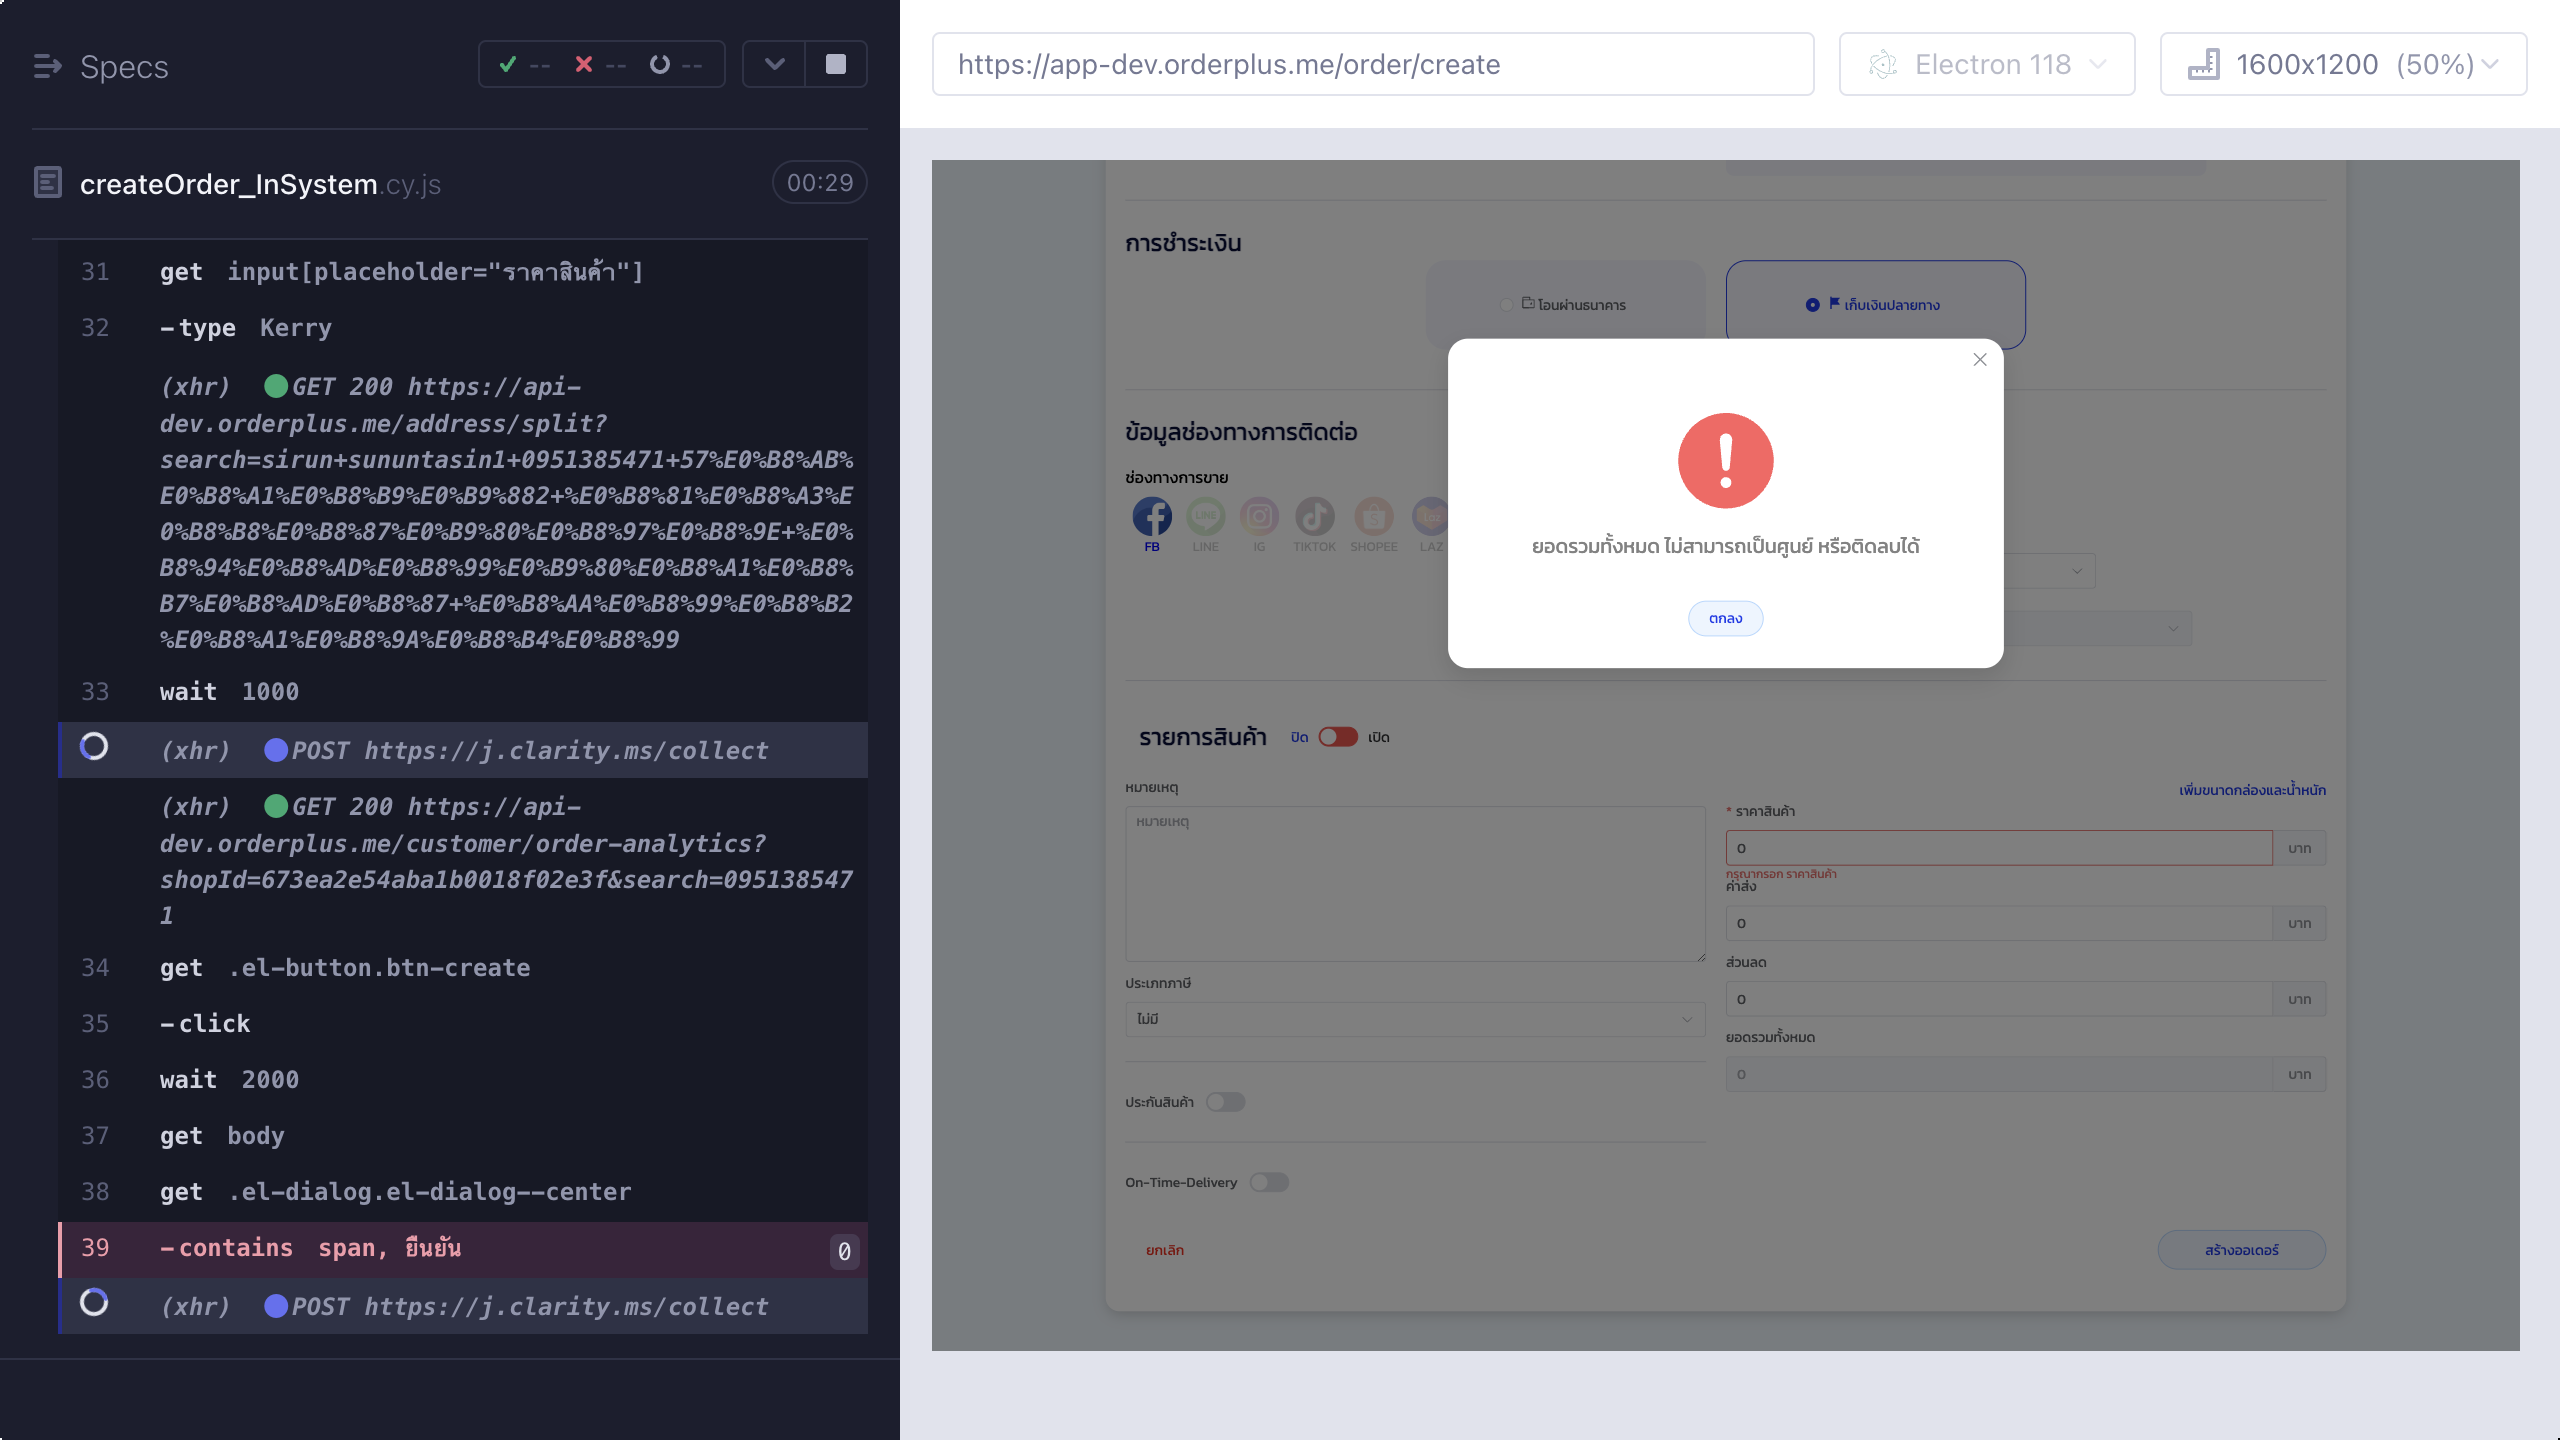 Specs
-- -- --
createOrder_InSystem.cy.js
00:29
31 get input[placeholder="ราคาสินค้า"]
32 -type Kerry
(xhr) GET 200 https://api-
dev.orderplus.me/address/split?
search=sirun+sununtasin1+0951385471+57%E0%B8%AB%
E0%B8%A1%E0%B8%B9%E0%B9%882+%E0%B8%81%E0%B8%A3%E
0%B8%B8%E0%B8%87%E0%B9%80%E0%B8%97%E0%B8%9E+%E0%
B8%94%E0%B8%AD%E0%B8%99%E0%B9%80%E0%B8%A1%E0%B8%
B7%E0%B8%AD%E0%B8%87+%E0%B8%AA%E0%B8%99%E0%B8%B2
%E0%B8%A1%E0%B8%9A%E0%B8%B4%E0%B8%99
33 wait 1000
(xhr) POST https://j.clarity.ms/collect
(xhr) GET 200 https://api-
dev.orderplus.me/customer/order-analytics?
shopId=673ea2e54aba1b0018f02e3f&search=095138547
1
34 get .el-button.btn-create
35 -click
36 wait 2000
37 get body
38 get .el-dialog.el-dialog--center
39 -contains span, ยืนยัน 0
(xhr) POST https://j.clarity.ms/collect
https://app-dev.orderplus.me/order/create
Electron 118
1600x1200 (50%)
การชำระเงิน
โอนผ่านธนาคาร
เก็บเงินปลายทาง
ข้อมูลช่องทางการติดต่อ
ช่องทางการขาย
LINE
Laz
FB LINE IG TIKTOK SHOPEE LAZ
ยอดรวมทั้งหมด ไม่สามารถเป็นศูนย์ หรือติดลบได้
ตกลง
รายการสินค้า ปิด เปิด
หมายเหตุ
หมายเหตุ
เพิ่มขนาดกล่องและน้ำหนัก
* ราคาสินค้า
0 บาท
กรุณากรอก ราคาสินค้า
ค่าส่ง
0 บาท
ส่วนลด
0 บาท
ยอดรวมทั้งหมด
0 บาท
ประเภทภาษี
ไม่มี
ประกันสินค้า
On-Time-Delivery
ยกเลิก
สร้างออเดอร์